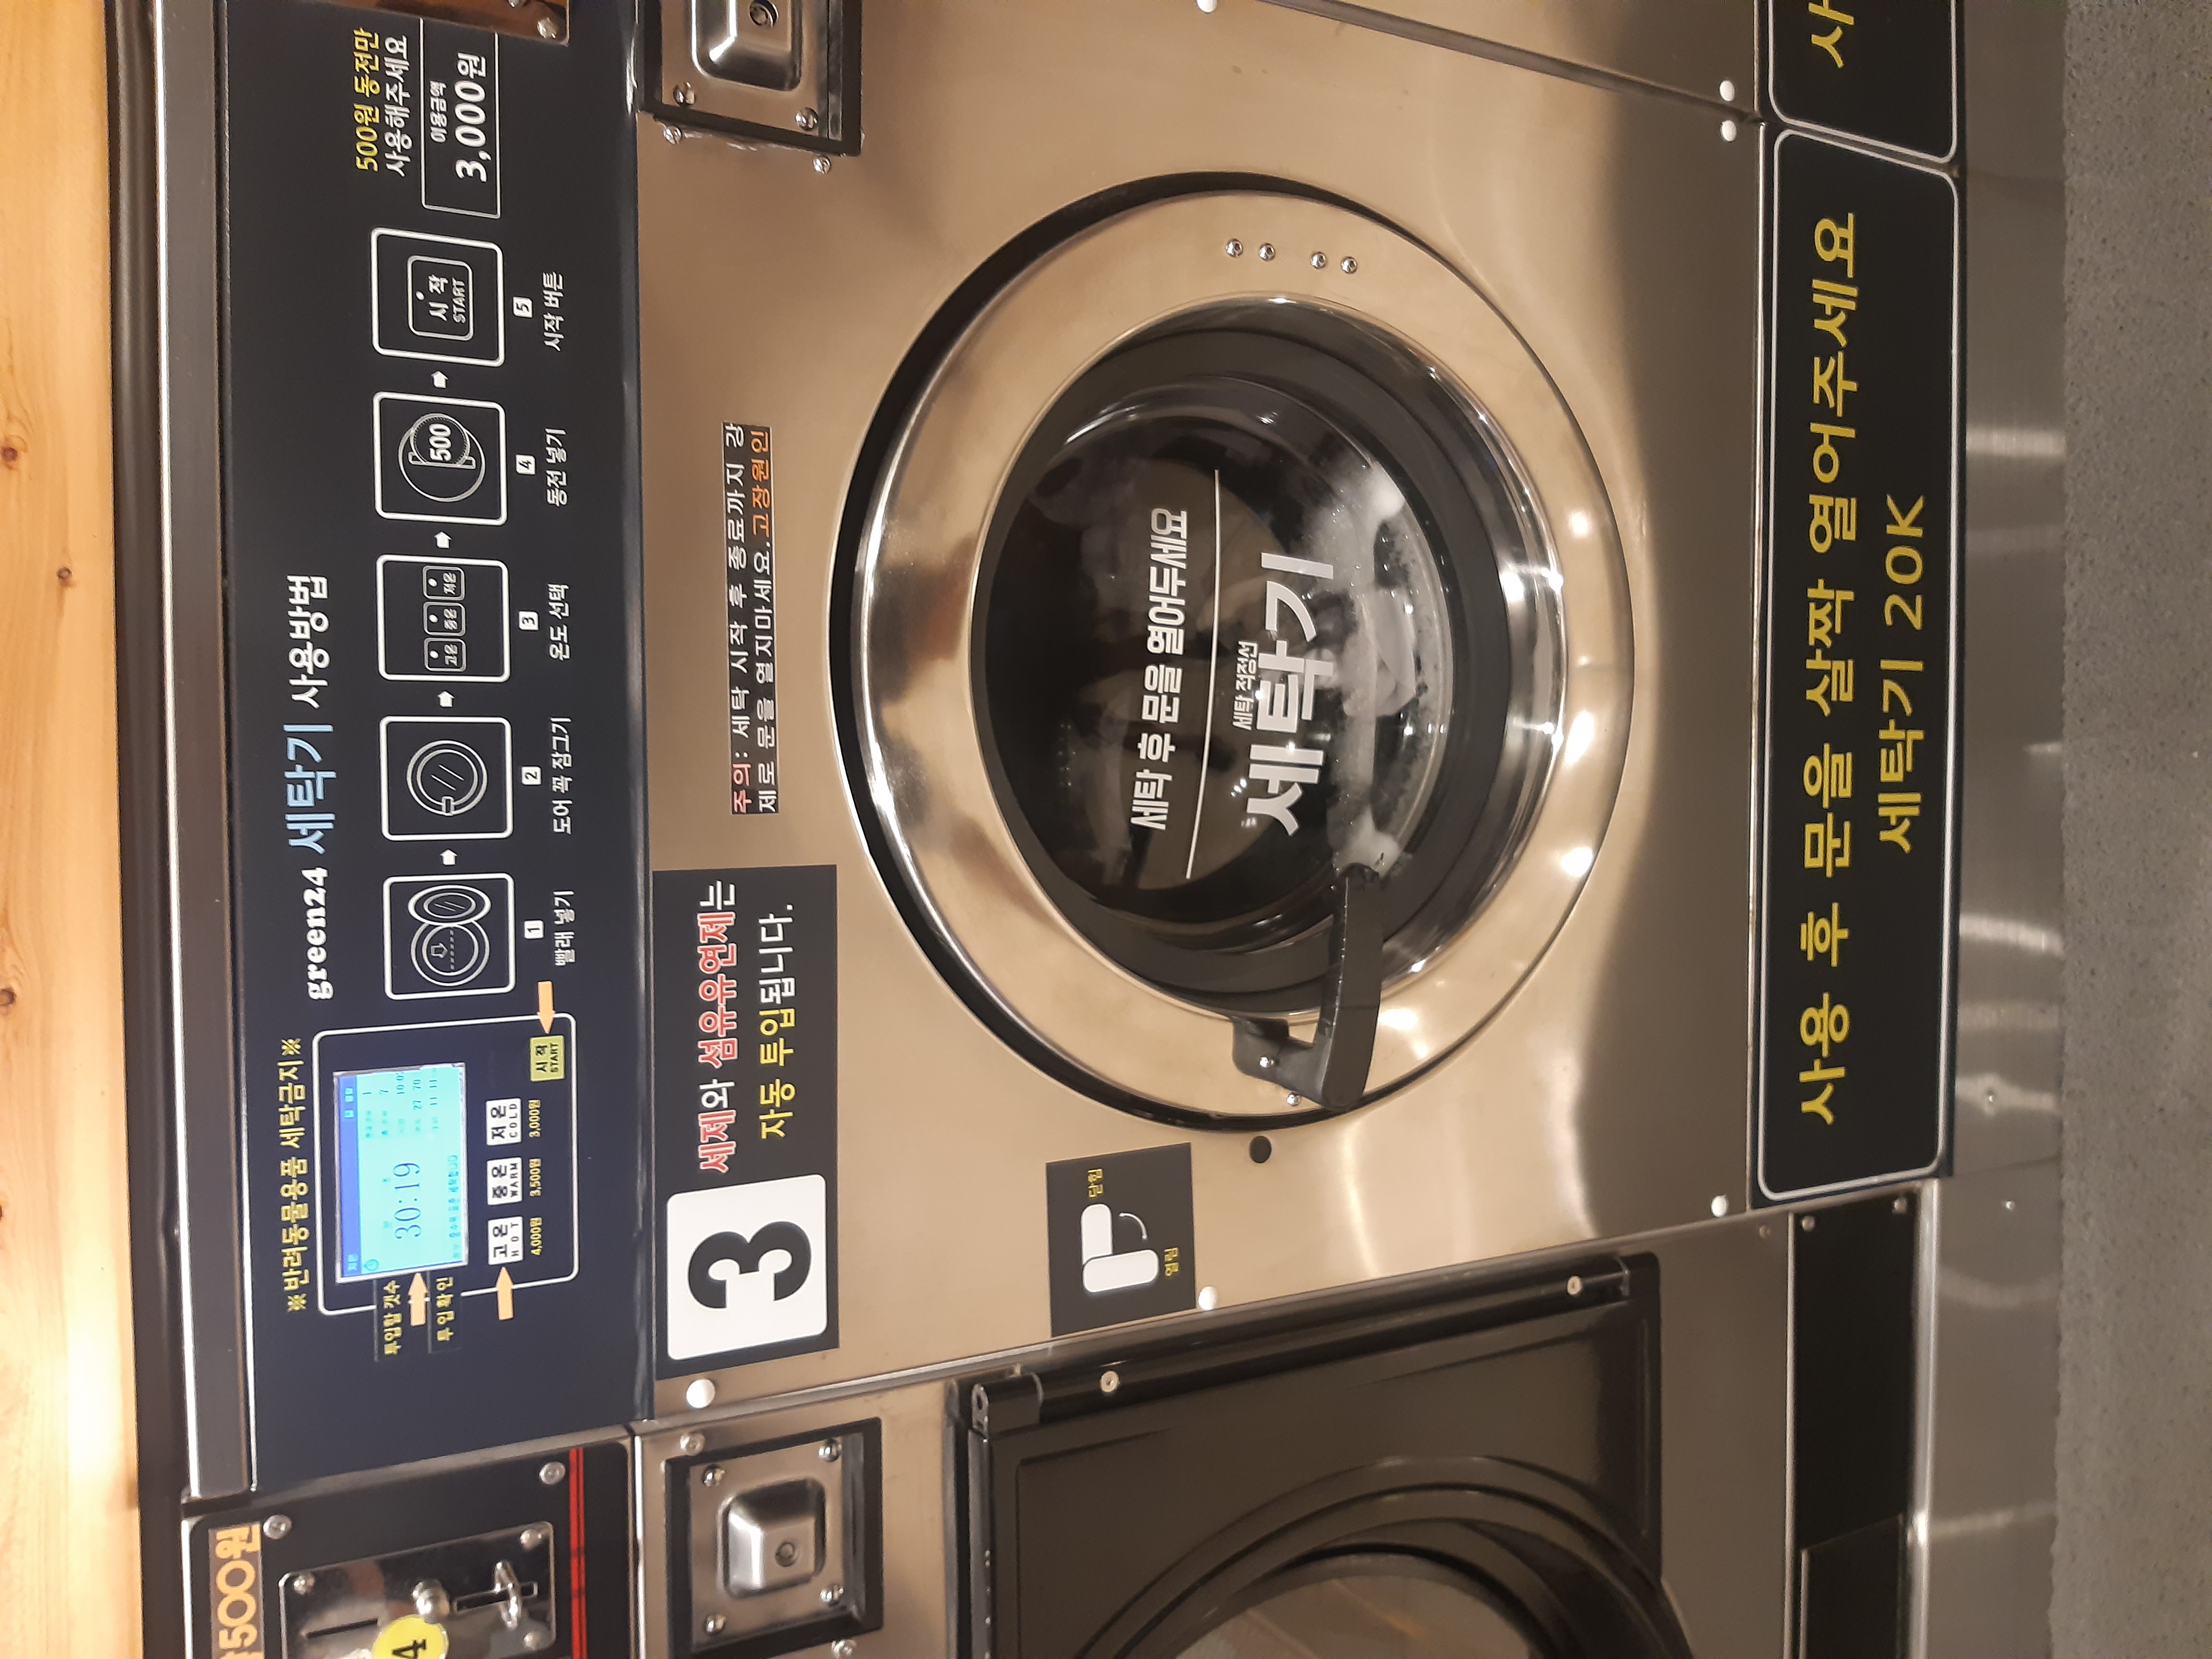 500원
4
※반려동물용품 세탁금지※
green24 세탁기 사용방법
투입할 갯수
투입확인
30:19
고온
HOT
4,000원
중온
WARM
3,500원
저온
COLD
3,000원
시작
START
고온 중온 저온
500
시작
START
1 빨래 넣기
2 도어 꼭 잠그기
3 온도 선택
4 동전 넣기
5 시작 버튼
500원 동전만
사용해주세요
이용금액
3,000원
3
세제와 섬유유연제는
자동 투입됩니다.
주의: 세탁 시작 후 종료까지 강
제로 문을 열지마세요.고장원인
닫힘
열림
세탁 후 문을 열어두세요
세탁 적정선
세탁기
사용 후 문을 살짝 열어주세요
세탁기 20K
사